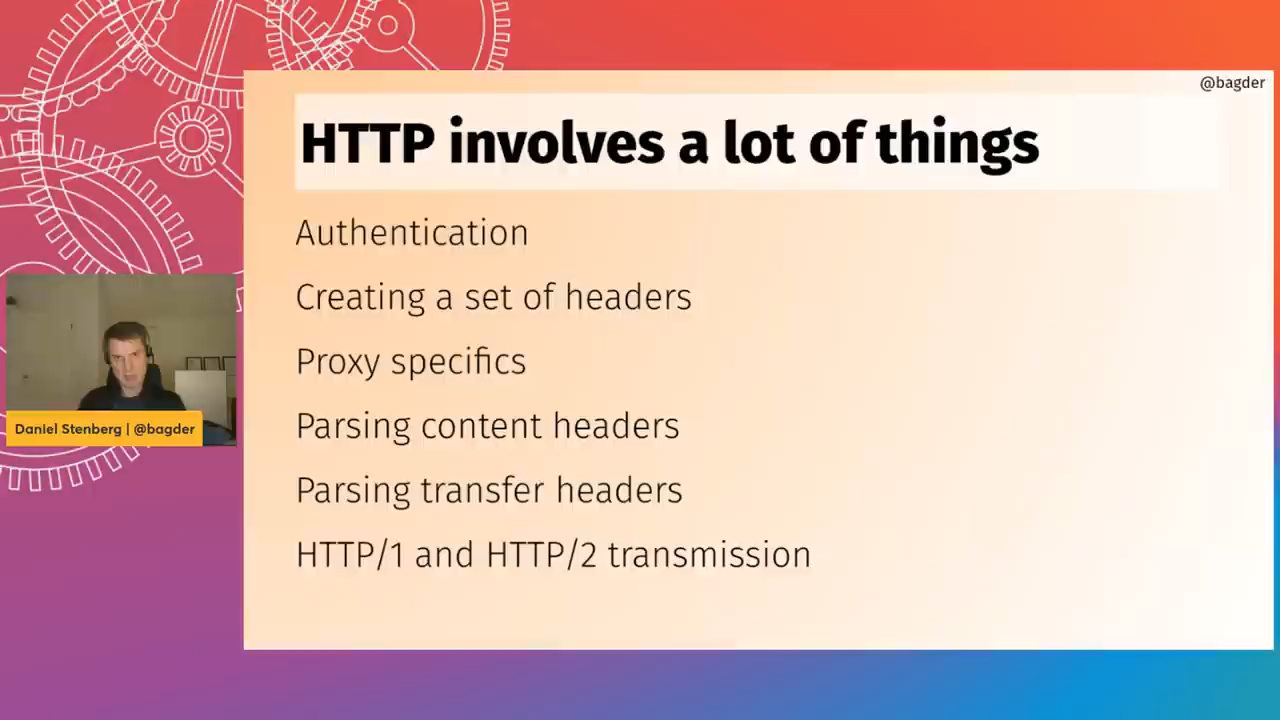 @bagder
HTTP involves a lot of things
Authentication
Creating a set of headers
Proxy specifics
Parsing content headers
Parsing transfer headers
HTTP/1 and HTTP/2 transmission
Daniel Stenberg | @bagder